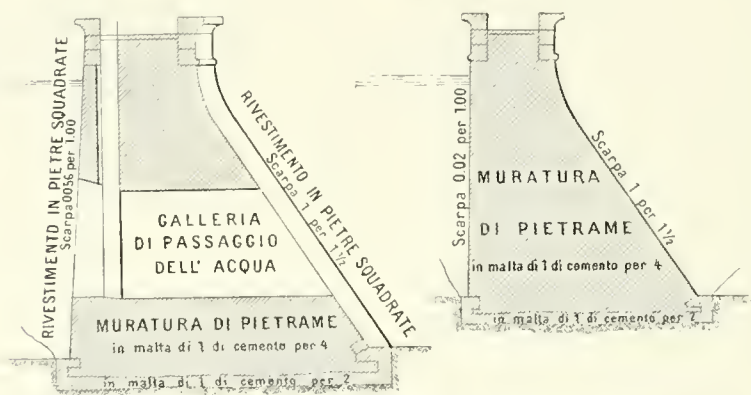 RIVESTIMENTO IN PIETRE SQUADRATE
Scarpa 0.056 per 1.00
RIVESTIMENTO IN PIETRE SQUADRATE
Scarpa 1 per 1½
GALLERIA
DI PASSAGGIO
DELL' ACQUA
MURATURA DI PIETRAME
in malta di 1 di cemento per 4
in malta di 1 di cemento per 2
Scarpa 0.02 per 1.00
Scarpa 1 per 1½
MURATURA
DI PIETRAME
in malta di 1 di cemento per 4
in malta di 1 di cemento per 2